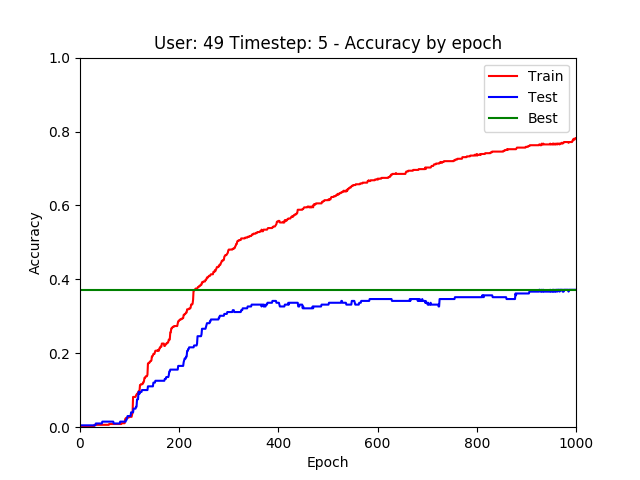 User: 49 Timestep: 5 - Accuracy by epoch
1.0
0.8
0.6
0.4
0.2
0.0
Accuracy
Train
Test
Best
0 200 400 600 800 1000
Epoch